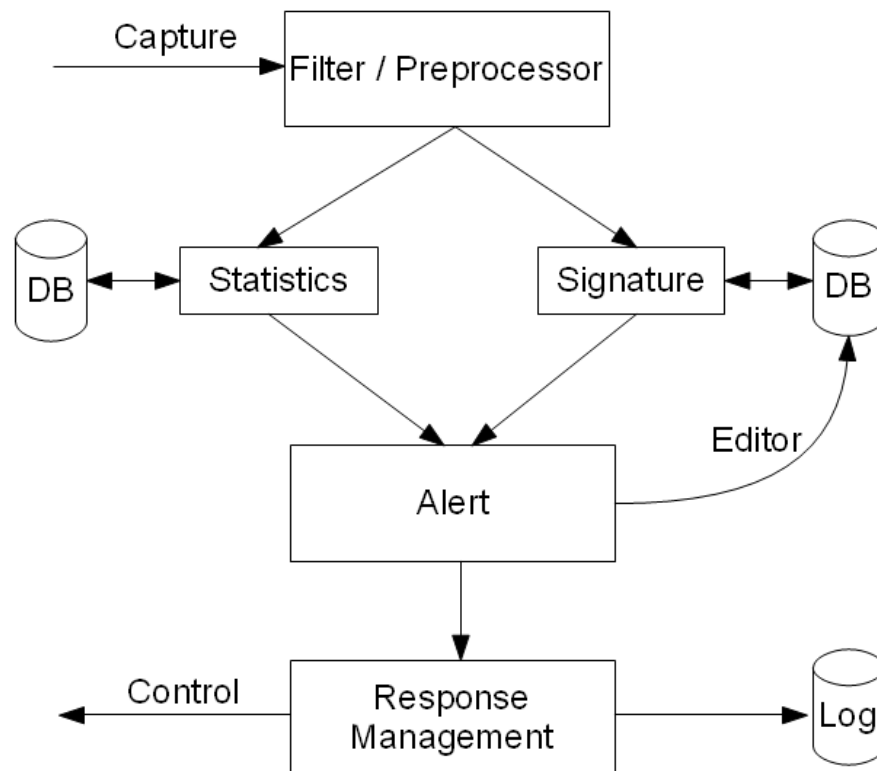 Capture
Filter / Preprocessor
DB
Statistics
Signature
DB
Editor
Alert
Control
Response
Management
Log